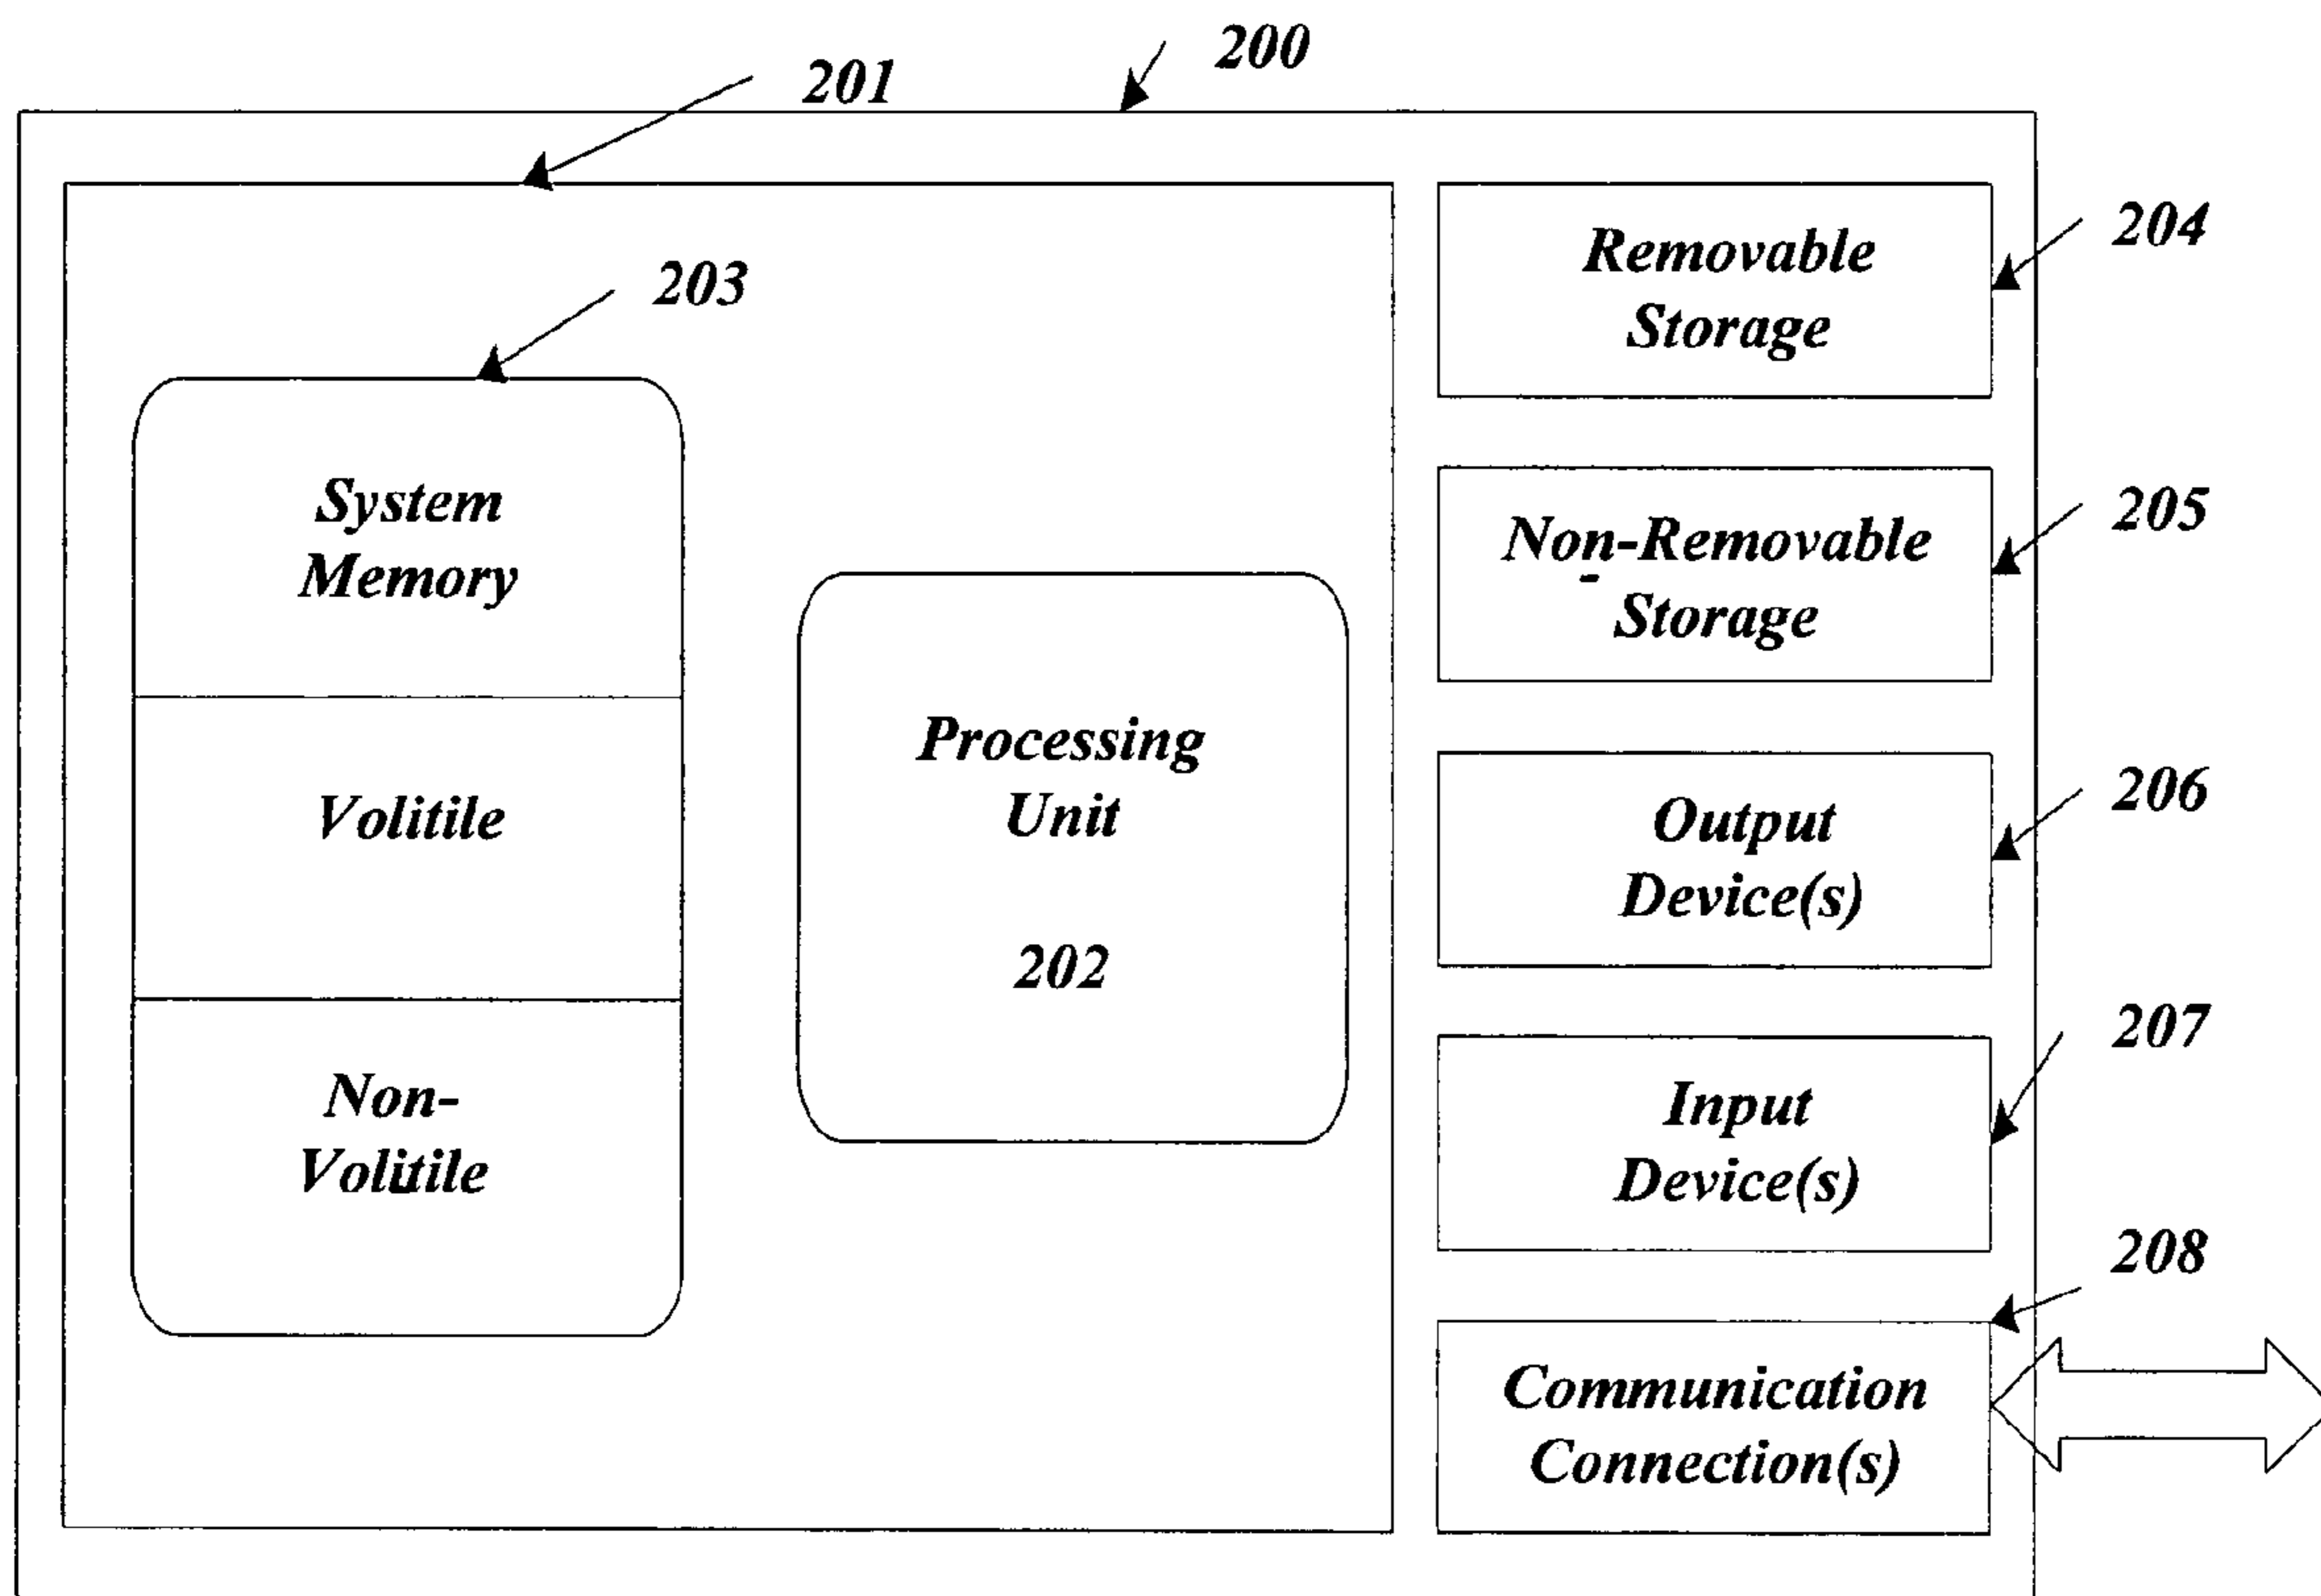 200
201
203
System
Memory
Volitile
Non-
Volitile
Processing
Unit
202
Removable
Storage
204
Non-Removable
Storage
205
Output
Device(s)
206
Input
Device(s)
207
Communication
Connection(s)
208